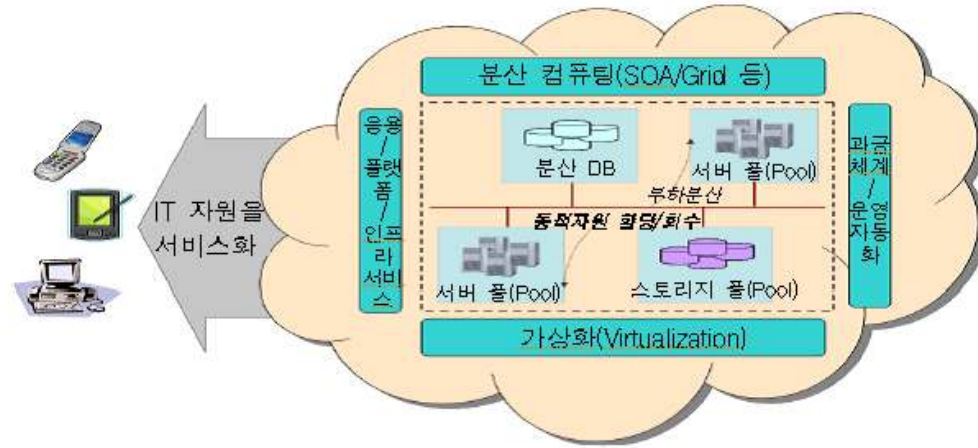 분산 컴퓨팅(SOA/Grid 등)
응용
/
플랫
폼
/
인프
라
서비
스
분산 DB
서버 풀(Pool)
부하분산
동적자원 할당/회수
서버 풀(Pool)
스토리지 풀(Pool)
과금
체계
/
운영
자동
화
가상화(Virtualization)
IT 자원을
서비스화